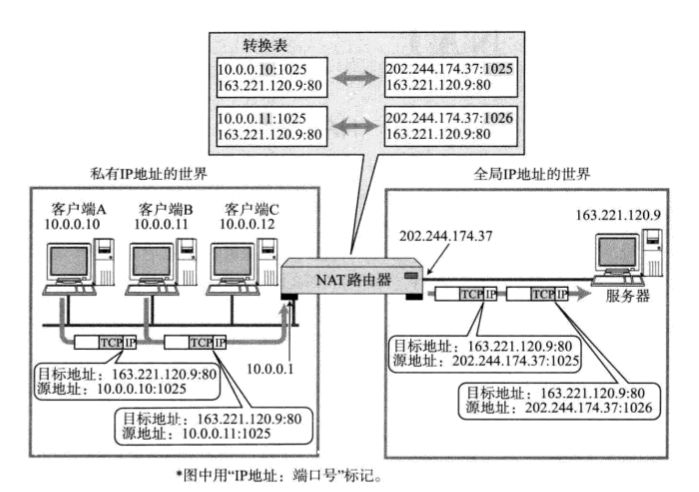 转换表
10.0.0.10:1025
163.221.120.9:80
202.244.174.37:1025
163.221.120.9:80
10.0.0.11:1025
163.221.120.9:80
202.244.174.37:1026
163.221.120.9:80
私有IP地址的世界
全局IP地址的世界
客户端A
10.0.0.10
客户端B
10.0.0.11
客户端C
10.0.0.12
163.221.120.9
202.244.174.37
NAT路由器
服务器
TCP IP
TCP IP
TCP IP
TCP IP
10.0.0.1
目标地址：163.221.120.9:80
源地址：10.0.0.10:1025
目标地址：163.221.120.9:80
源地址：10.0.0.11:1025
目标地址：163.221.120.9:80
源地址：202.244.174.37:1025
目标地址：163.221.120.9:80
源地址：202.244.174.37:1026
*图中用“IP地址：端口号”标记。